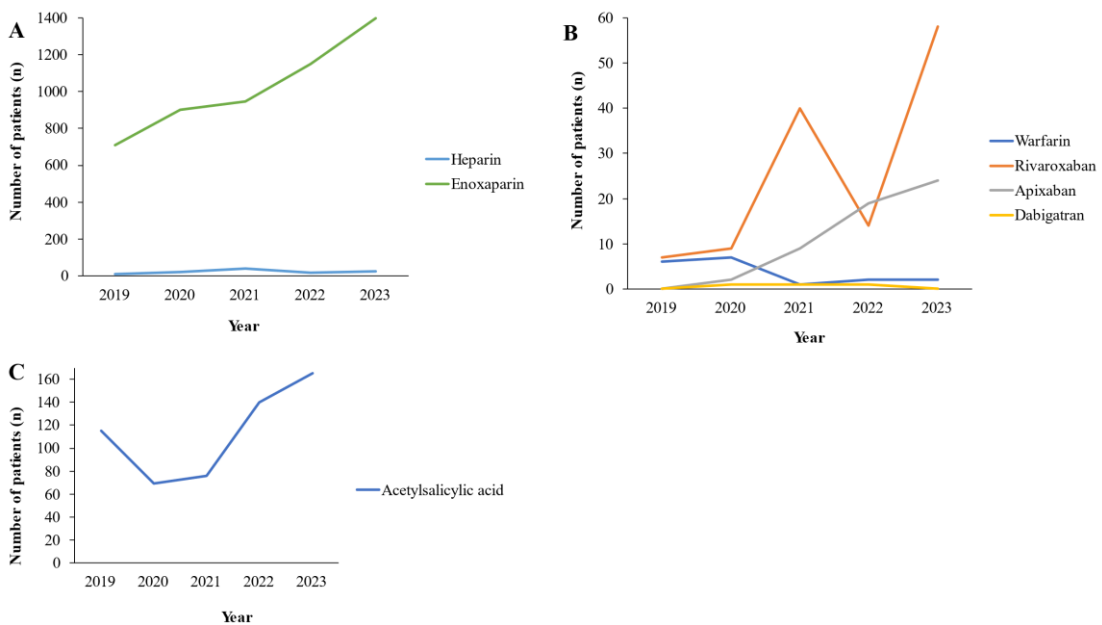 A
Number of patients (n)
1400
1200
1000
800
600
400
200
0
2019 2020 2021 2022 2023
Year
Heparin
Enoxaparin
B
Number of patients (n)
60
50
40
30
20
10
0
2019 2020 2021 2022 2023
Year
Warfarin
Rivaroxaban
Apixaban
Dabigatran
C
Number of patients (n)
160
140
120
100
80
60
40
20
0
2019 2020 2021 2022 2023
Year
Acetylsalicylic acid